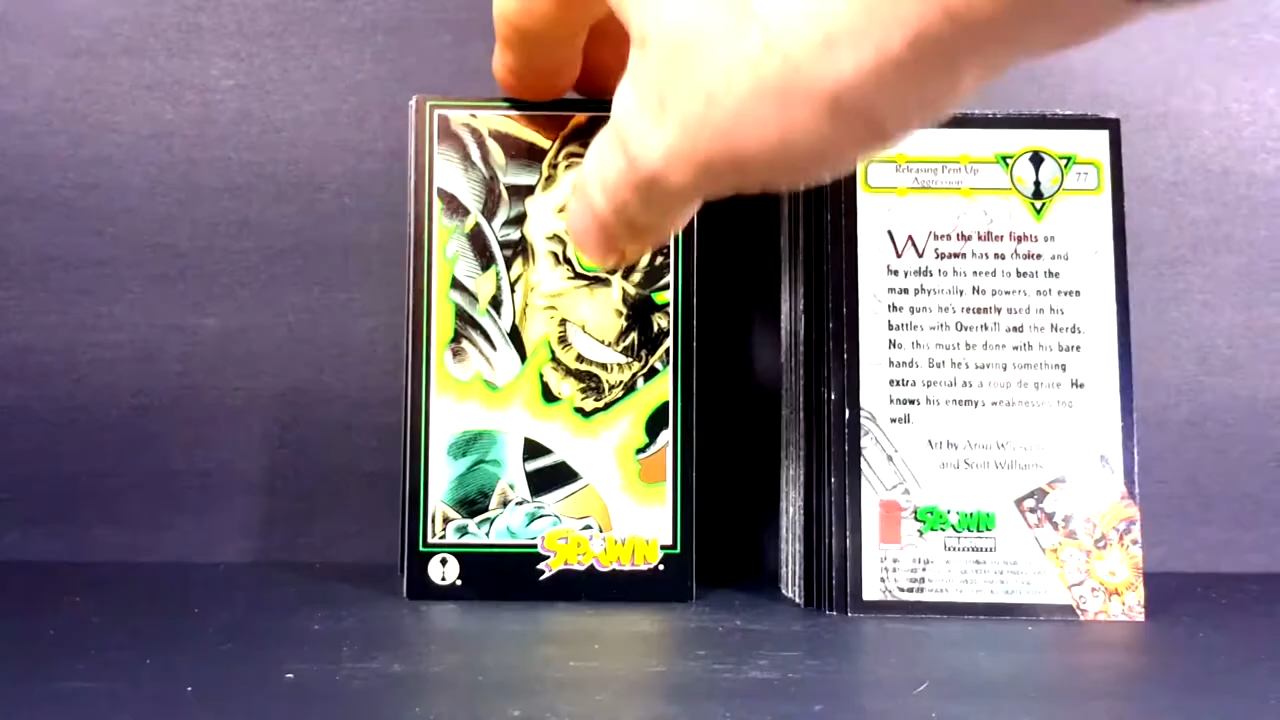 SPAWN
Releasing Pent Up
Aggression
77
When the killer fights on
Spawn has no choice, and
he yields to his need to beat the
man physically. No powers, not even
the guns he's recently used in his
battles with Overtkill and the Nerds.
No, this must be done with his bare
hands. But he's saving something
extra special as a coup de grace. He
knows his enemy's weaknesses too
well.
Art by
and Scott Williams
SPAWN